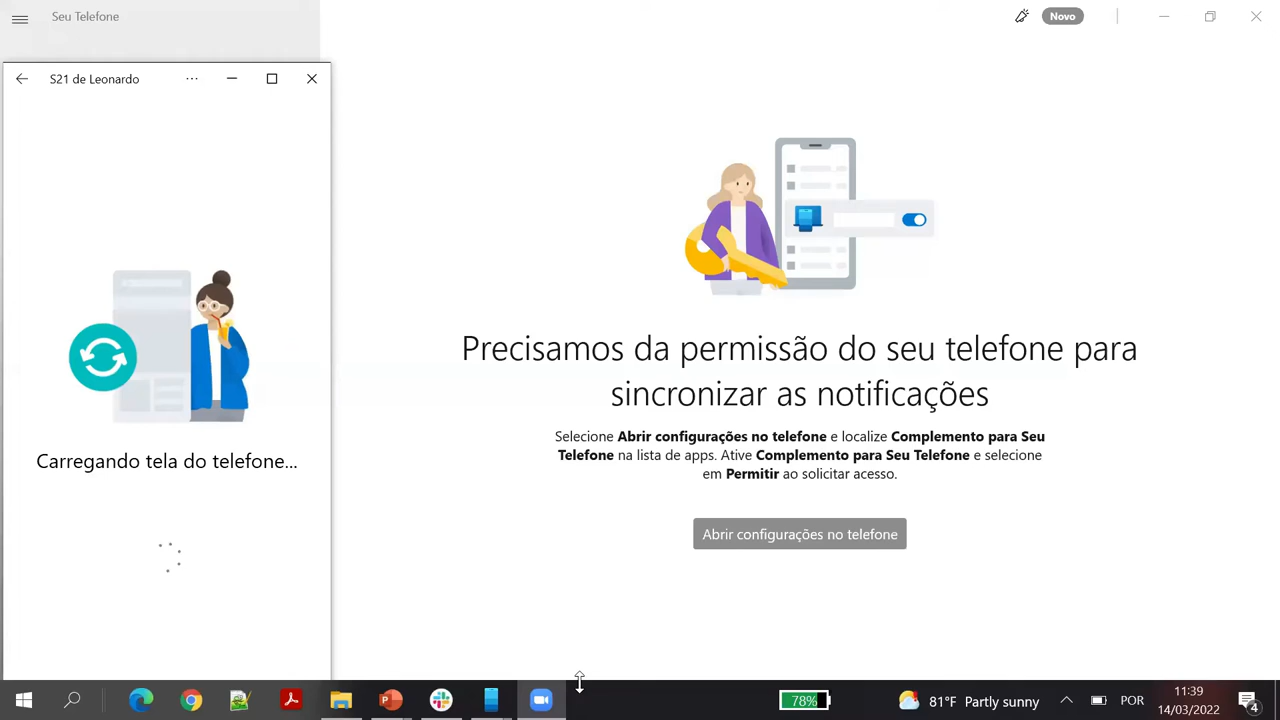 Seu Telefone
Novo
S21 de Leonardo
Carregando tela do telefone...
Precisamos da permissão do seu telefone para
sincronizar as notificações
Selecione Abrir configurações no telefone e localize Complemento para Seu
Telefone na lista de apps. Ative Complemento para Seu Telefone e selecione
em Permitir ao solicitar acesso.
Abrir configurações no telefone
78%
81°F Partly sunny
POR
11:39
14/03/2022
4